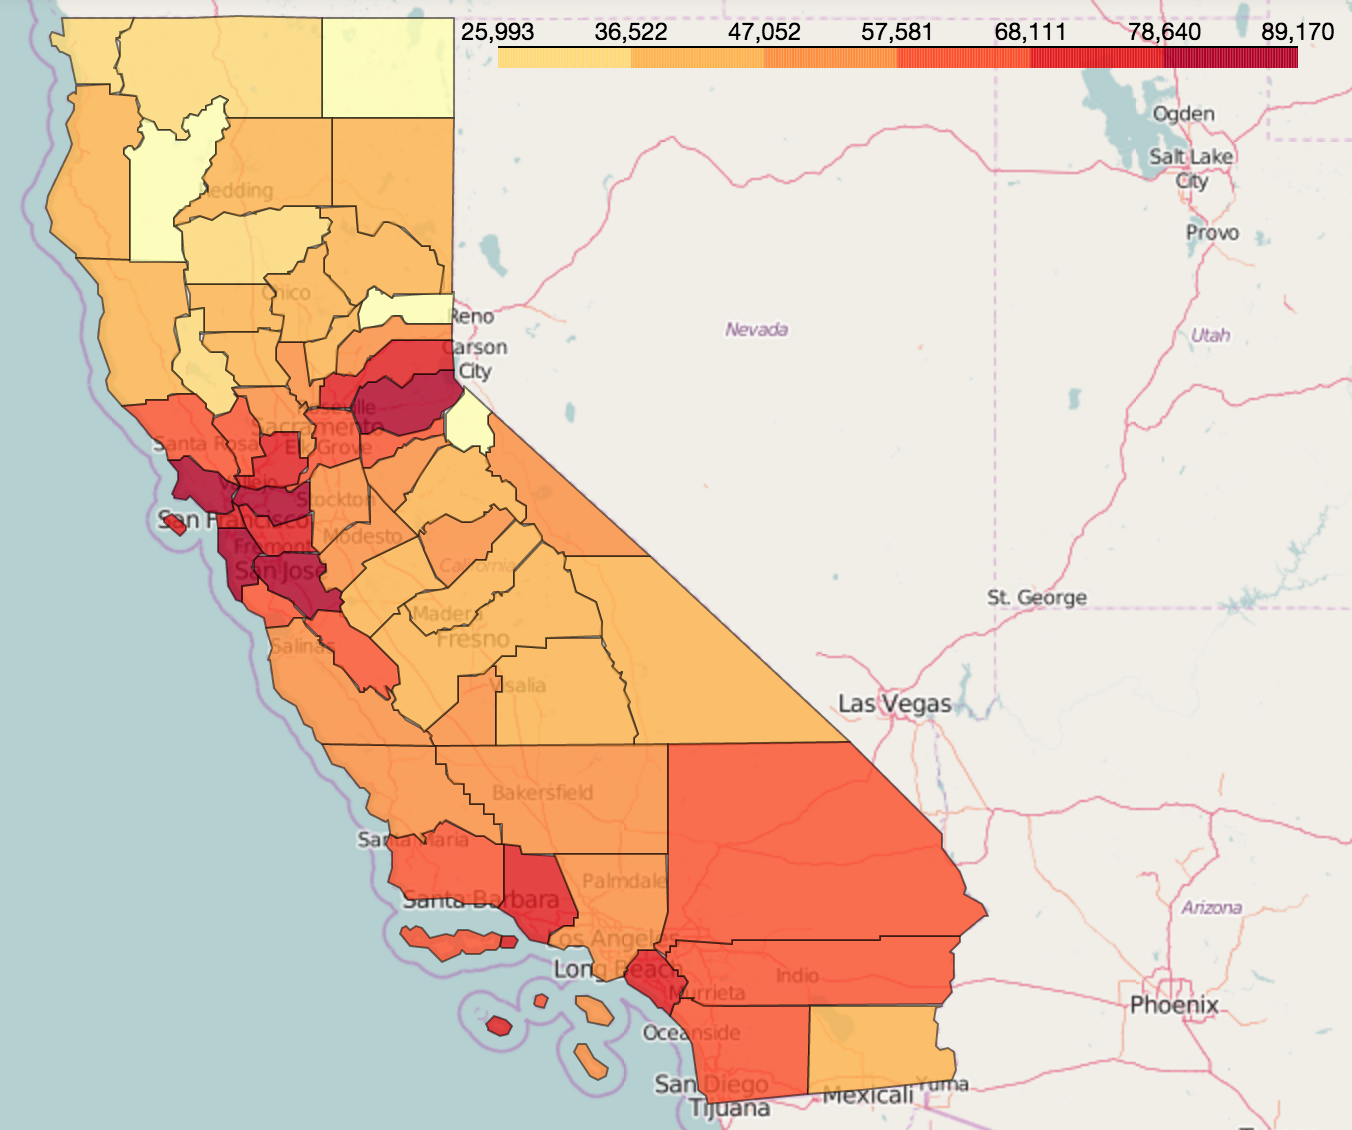 25,993 36,522 47,052 57,581 68,111 78,640 89,170
Ogden
Salt Lake
City
Redding
Provo
Chico
Reno
Nevada
Utah
Carson
City
Roseville
Sacramento
Santa Rosa
Elk Grove
Vallejo
Stockton
San Francisco
Modesto
Fremont
California
San Jose
St. George
Madera
Fresno
Salinas
Visalia
Las Vegas
Bakersfield
Santa Maria
Palmdale
Santa Barbara
Arizona
Los Angeles
Long Beach
Indio
Murrieta
Phoenix
Oceanside
San Diego
Yuma
Mexicali
Tijuana